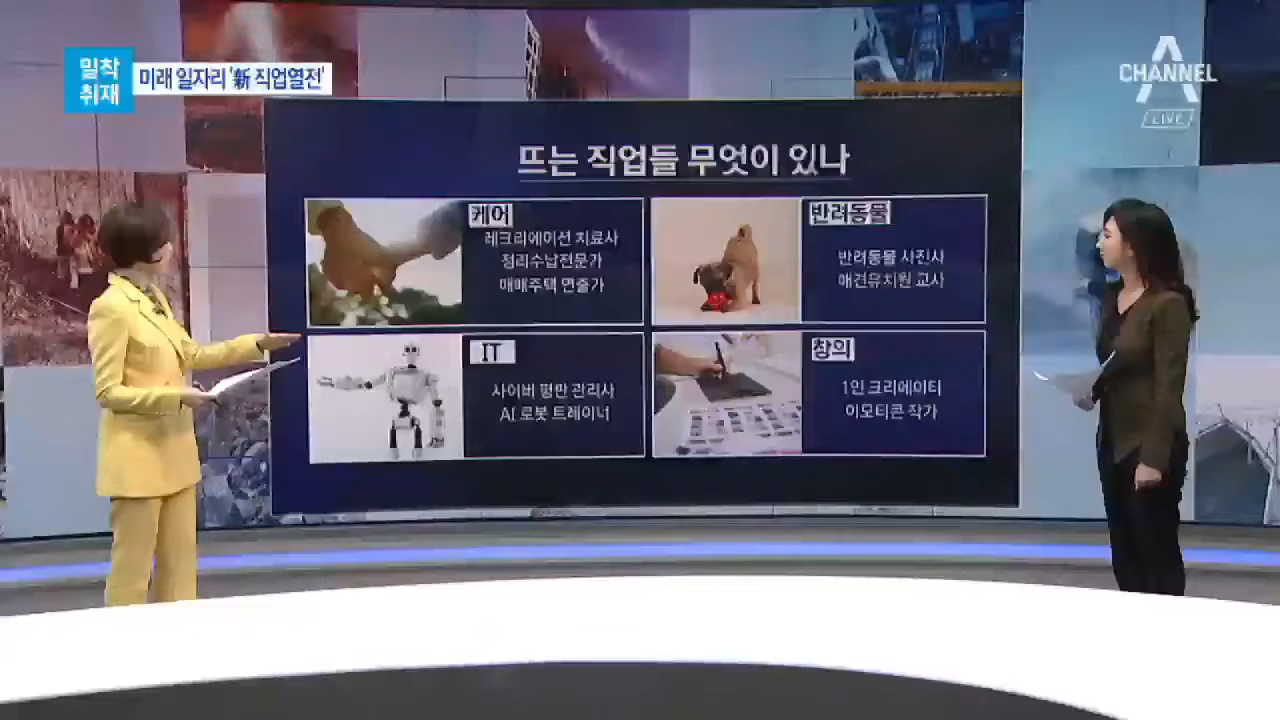 밀착
취재
미래 일자리 '新 직업열전'
CHANNEL A
LIVE
뜨는 직업들 무엇이 있나
케어
레크리에이션 치료사
정리수납전문가
매매주택 연출가
반려동물
반려동물 사진사
애견유치원 교사
IT
사이버 평판 관리사
AI 로봇 트레이너
창의
1인 크리에이터
이모티콘 작가